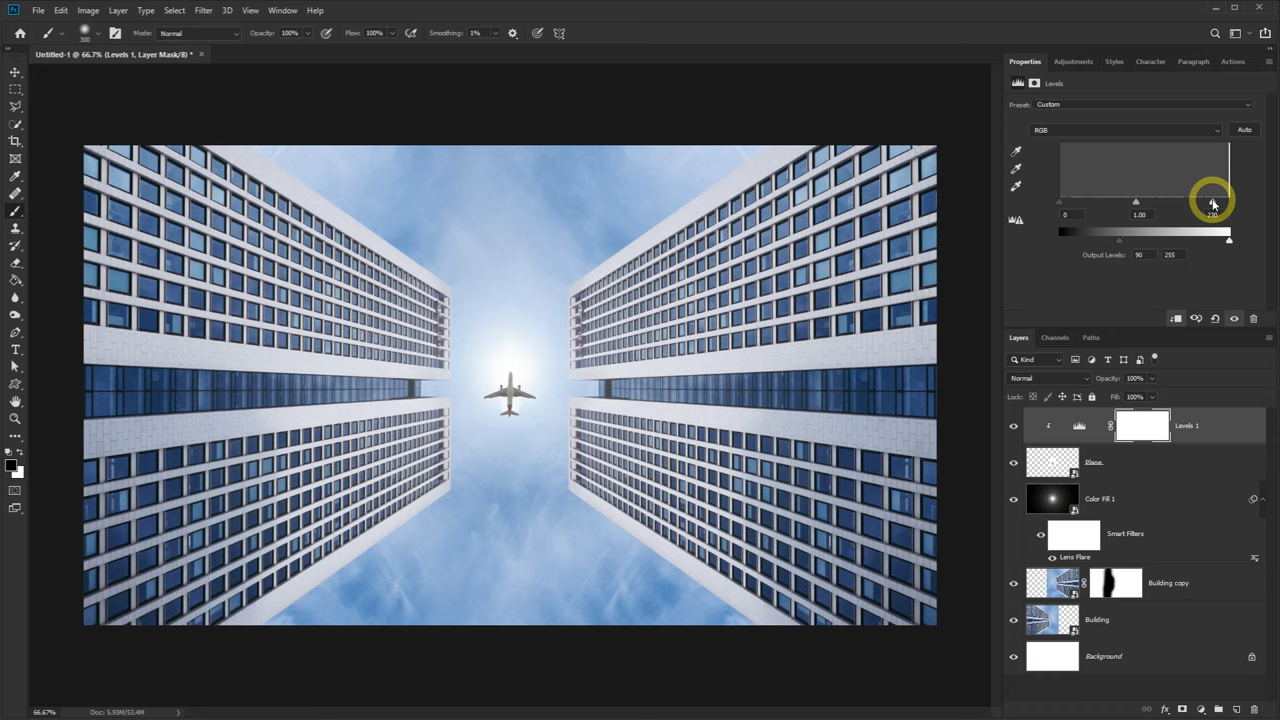 Ps File Edit Image Layer Type Select Filter 3D View Window Help
300 Mode: Normal Opacity: 100% Flow: 100% Smoothing: 1%
Untitled-1 @ 66.7% (Levels 1, Layer Mask/8) * ×
Properties Adjustments Styles Character Paragraph Actions
Levels
Preset: Custom
RGB Auto
0 1.00 230
Output Levels: 90 255
Layers Channels Paths
Kind
Normal Opacity: 100%
Lock: Fill: 100%
Levels 1
Plane
Color Fill 1
Smart Filters
Lens Flare
Building copy
Building
Background
66.67% Doc: 5.93M/53.4M